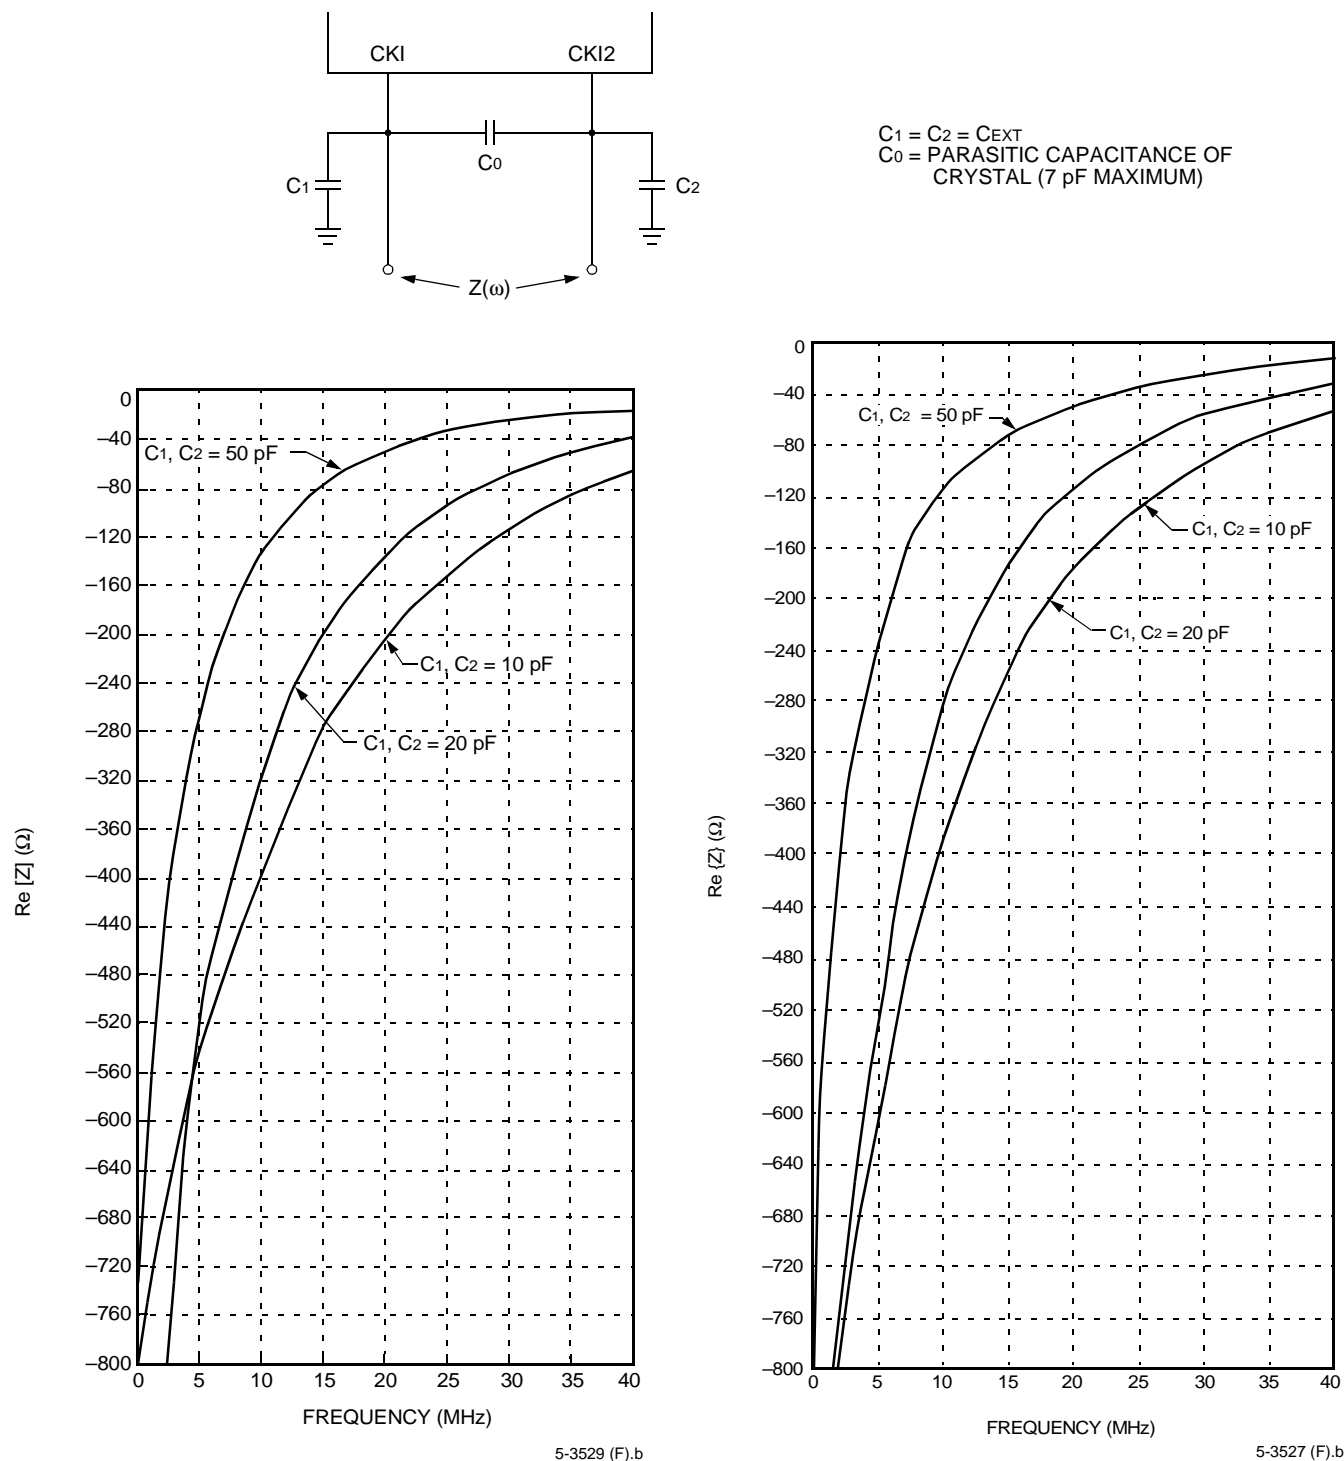 CKI CKI2
C0
C1
C2
Z(ω)
C1 = C2 = CEXT
C0 = PARASITIC CAPACITANCE OF
CRYSTAL (7 pF MAXIMUM)
Re [Z] (Ω)
0
–40
–80
–120
–160
–200
–240
–280
–320
–360
–400
–440
–480
–520
–560
–600
–640
–680
–720
–760
–800
C1, C2 = 50 pF
C1, C2 = 10 pF
C1, C2 = 20 pF
0 5 10 15 20 25 30 35 40
FREQUENCY (MHz)
5-3529 (F).b
Re {Z} (Ω)
0
–40
–80
–120
–160
–200
–240
–280
–320
–360
–400
–440
–480
–520
–560
–600
–640
–680
–720
–760
–800
C1, C2 = 50 pF
C1, C2 = 10 pF
C1, C2 = 20 pF
0 5 10 15 20 25 30 35 40
FREQUENCY (MHz)
5-3527 (F).b